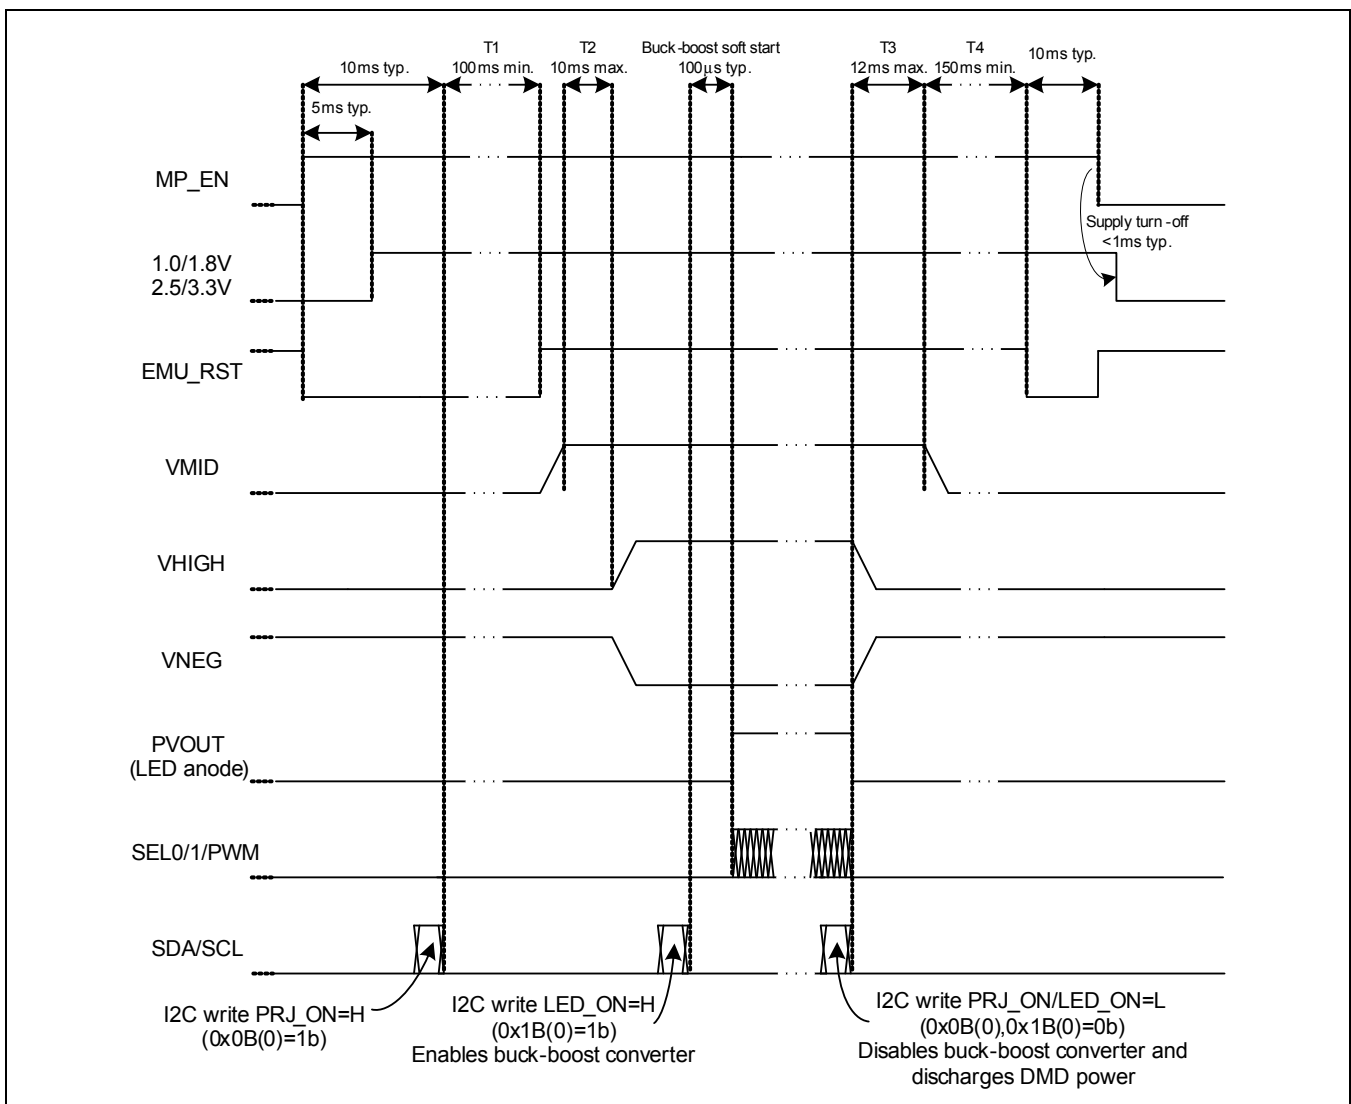 T1
T2
Buck-boost soft start
T3
T4
10ms typ.
100ms min.
10ms max.
100μs typ.
12ms max.
150ms min.
10ms typ.
5ms typ.
MP_EN
Supply turn-off
<1ms typ.
1.0/1.8V
2.5/3.3V
EMU_RST
VMID
VHIGH
VNEG
PVOUT
(LED anode)
SEL0/1/PWM
SDA/SCL
I2C write PRJ_ON=H
(0x0B(0)=1b)
I2C write LED_ON=H
(0x1B(0)=1b)
Enables buck-boost converter
I2C write PRJ_ON/LED_ON=L
(0x0B(0),0x1B(0)=0b)
Disables buck-boost converter and
discharges DMD power